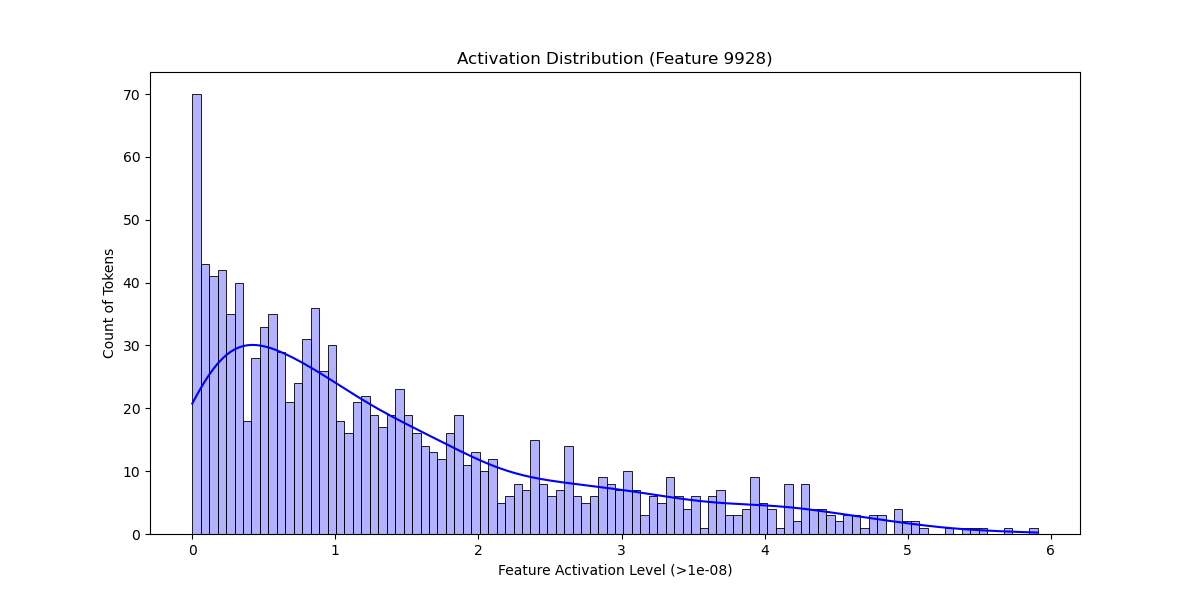 Activation Distribution (Feature 9928)
70
60
50
40
30
20
10
0
Count of Tokens
0 1 2 3 4 5 6
Feature Activation Level (>1e-08)